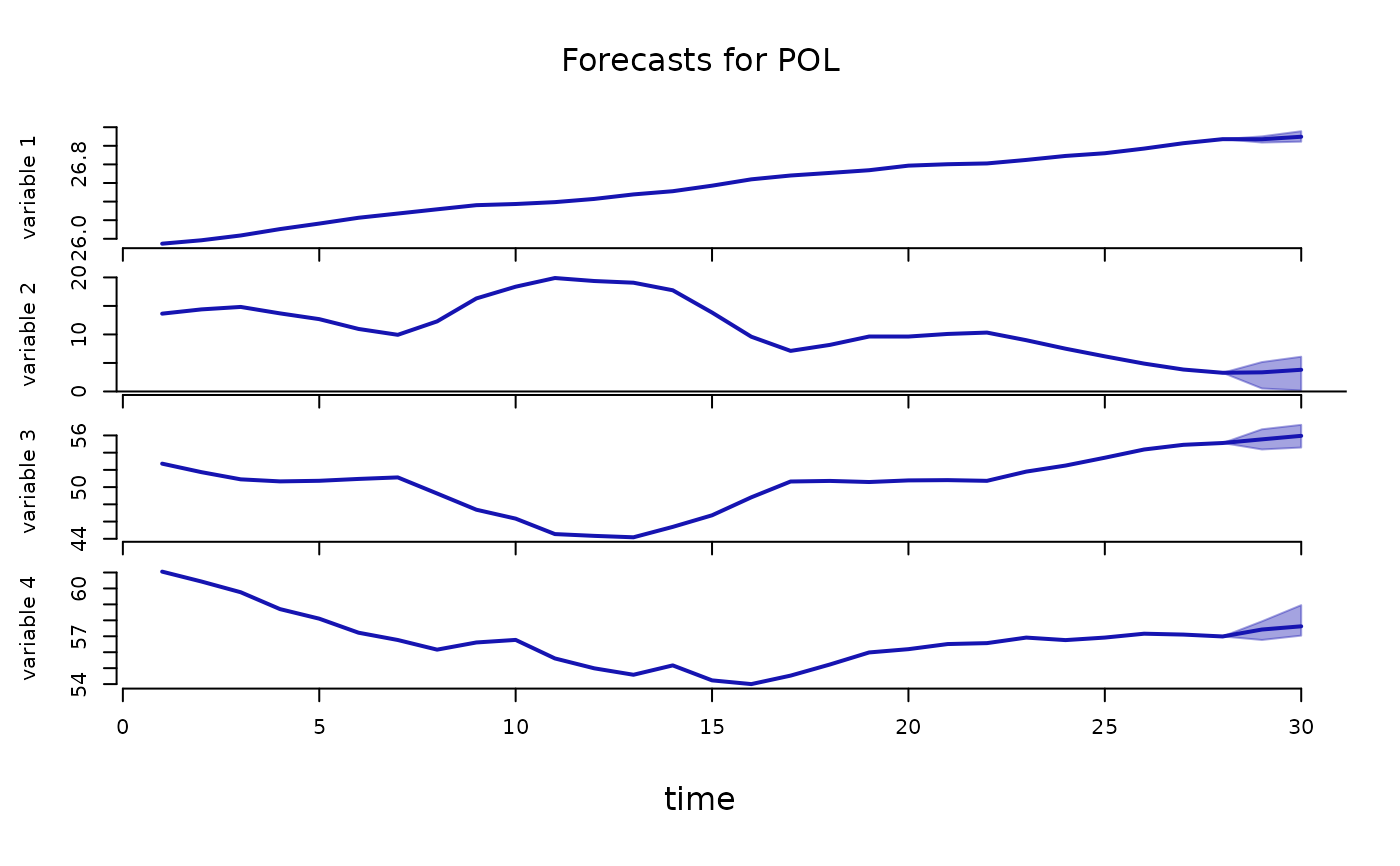 Forecasts for POL
variable 1
26.0 26.8
variable 2
0 10 20
variable 3
44 50 56
variable 4
54 57 60
0 5 10 15 20 25 30
time